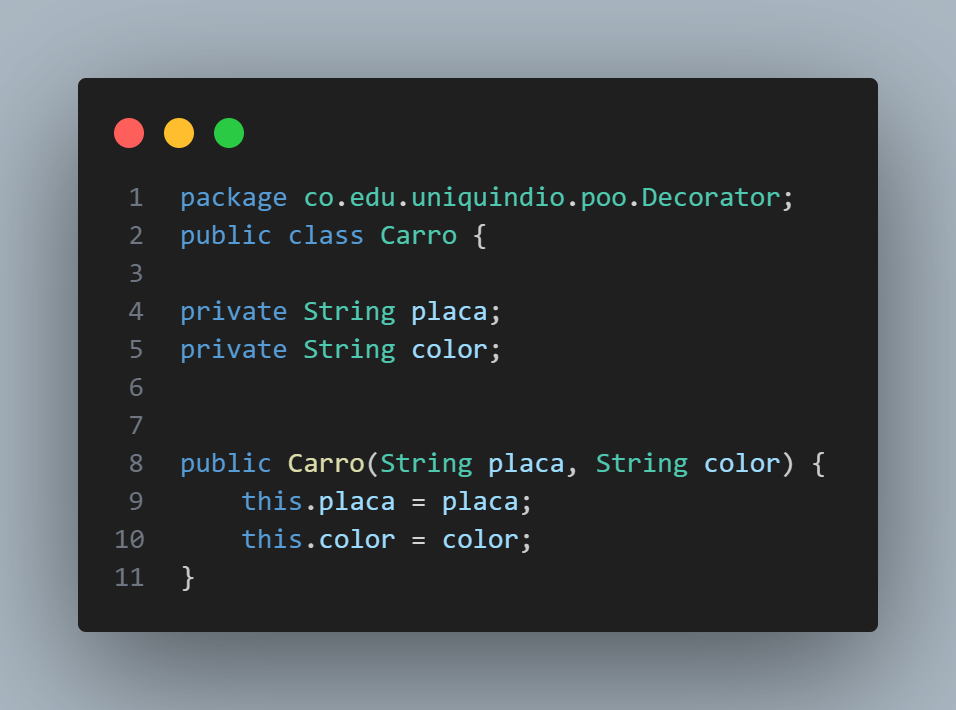 1 package co.edu.uniquindio.poo.Decorator;
2 public class Carro {
3
4 private String placa;
5 private String color;
6
7
8 public Carro(String placa, String color) {
9     this.placa = placa;
10     this.color = color;
11 }